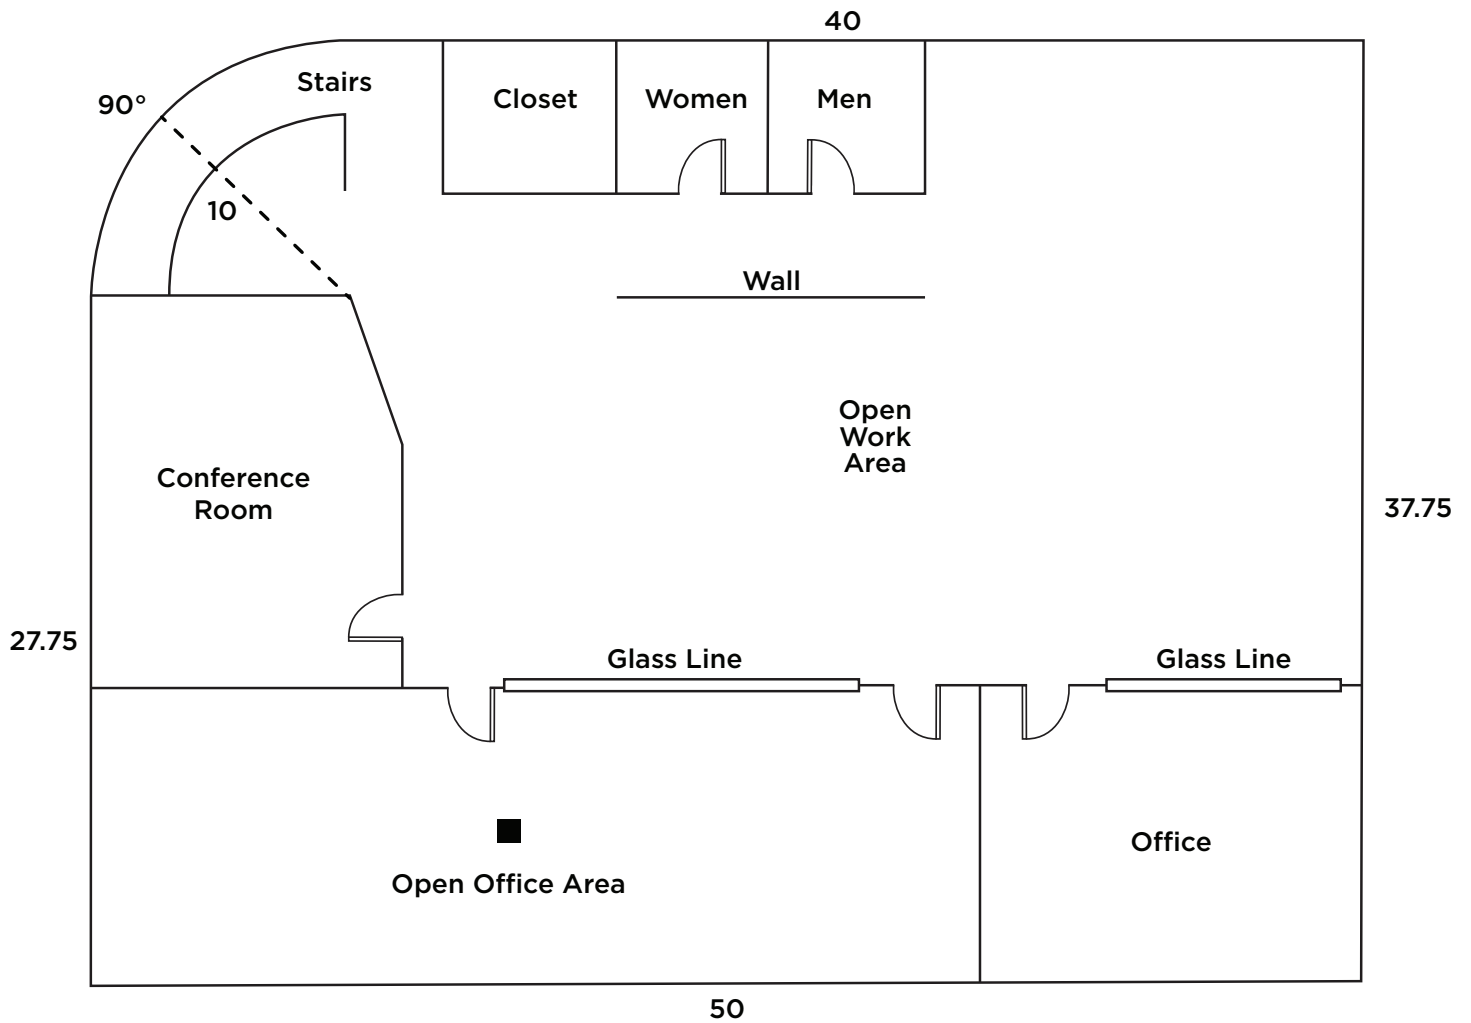 40
Stairs
90°
Closet
Women
Men
10
Wall
Open
Work
Area
Conference
Room
37.75
27.75
Glass Line
Glass Line
Office
Open Office Area
50